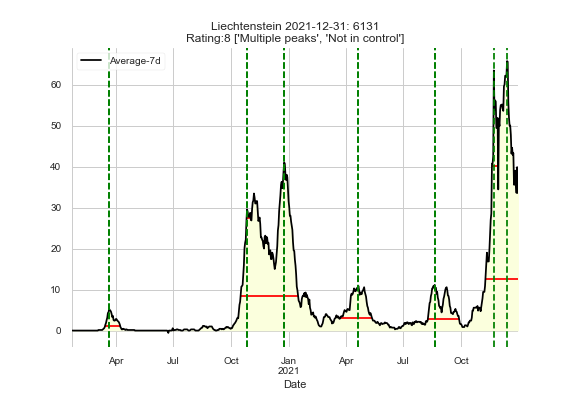 Liechtenstein 2021-12-31: 6131
Rating:8 ['Multiple peaks', 'Not in control']
Average-7d
60
50
40
30
20
10
0
Apr Jul Oct Jan Apr Jul Oct
2021
Date